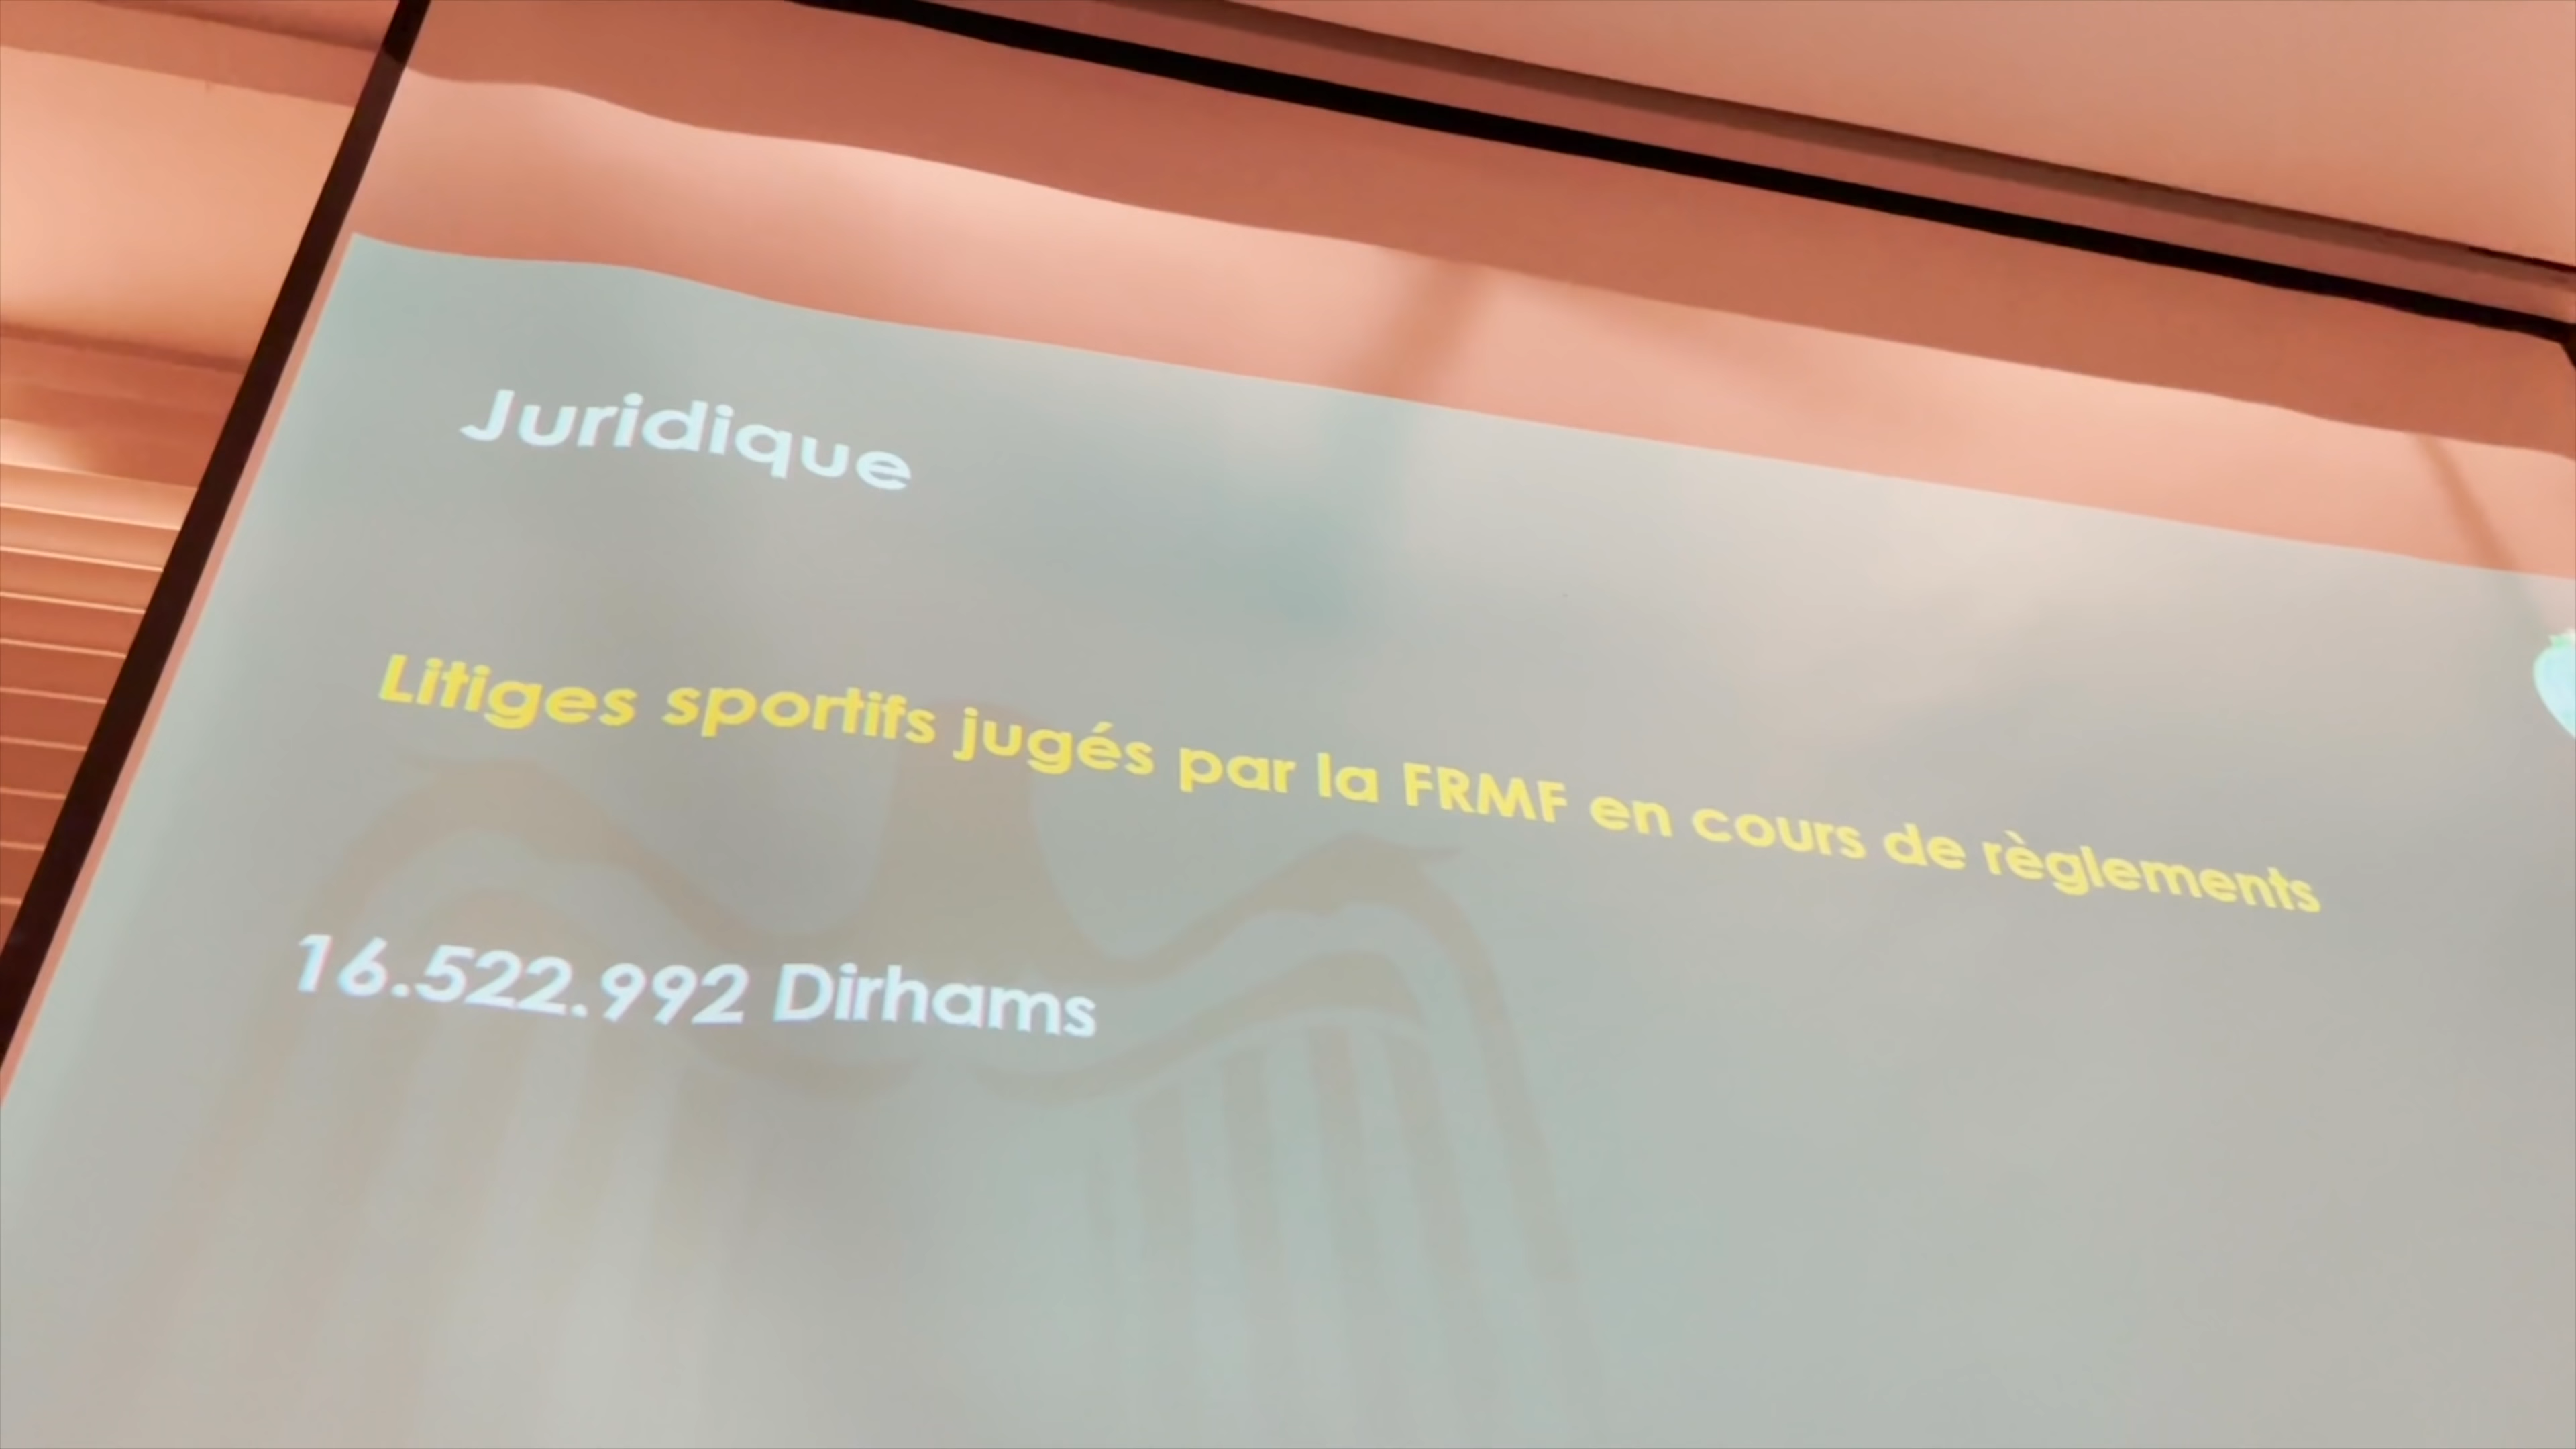 Juridique
Litiges sportifs jugés par la FRMF en cours de règlements
16.522.992 Dirhams